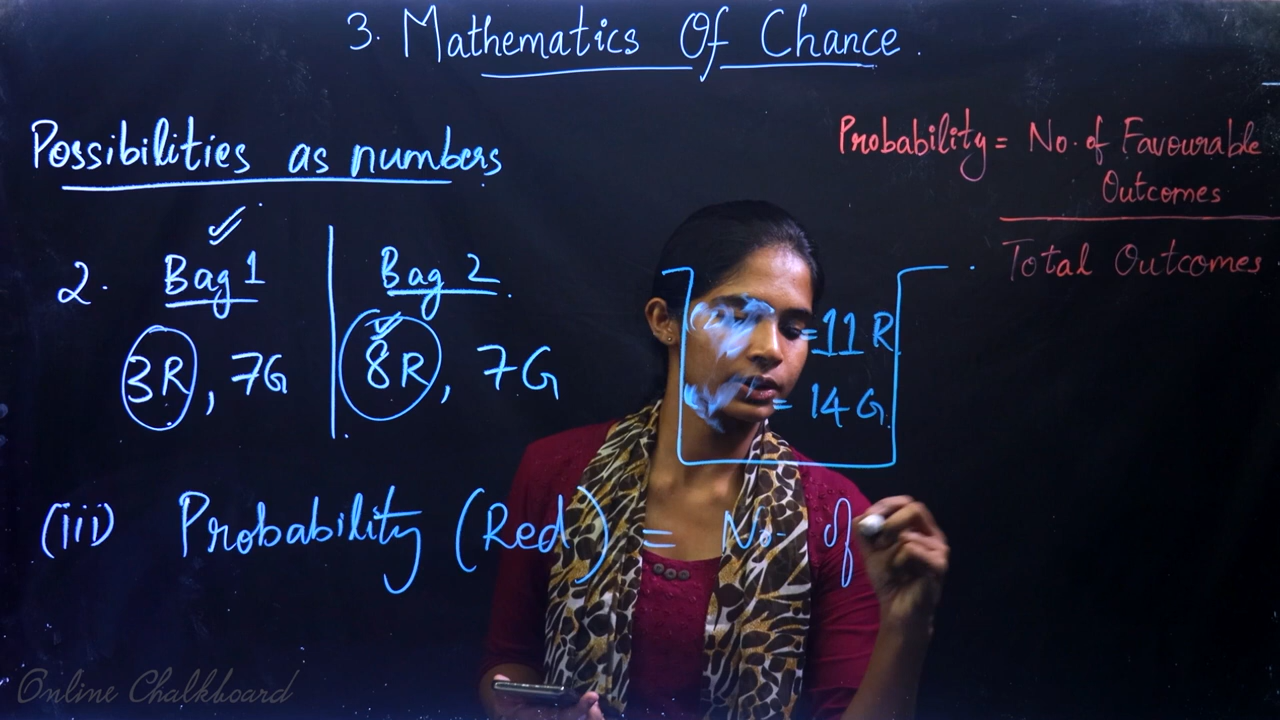 3. Mathematics Of Chance.
Probability = No. of Favourable
Outcomes
Total Outcomes
Possibilities as numbers
2. Bag 1 Bag 2.
3R, 7G 8R, 7G
= 11 R
= 14 G
(iii) Probability (Red) = No. of
Online Chalkboard